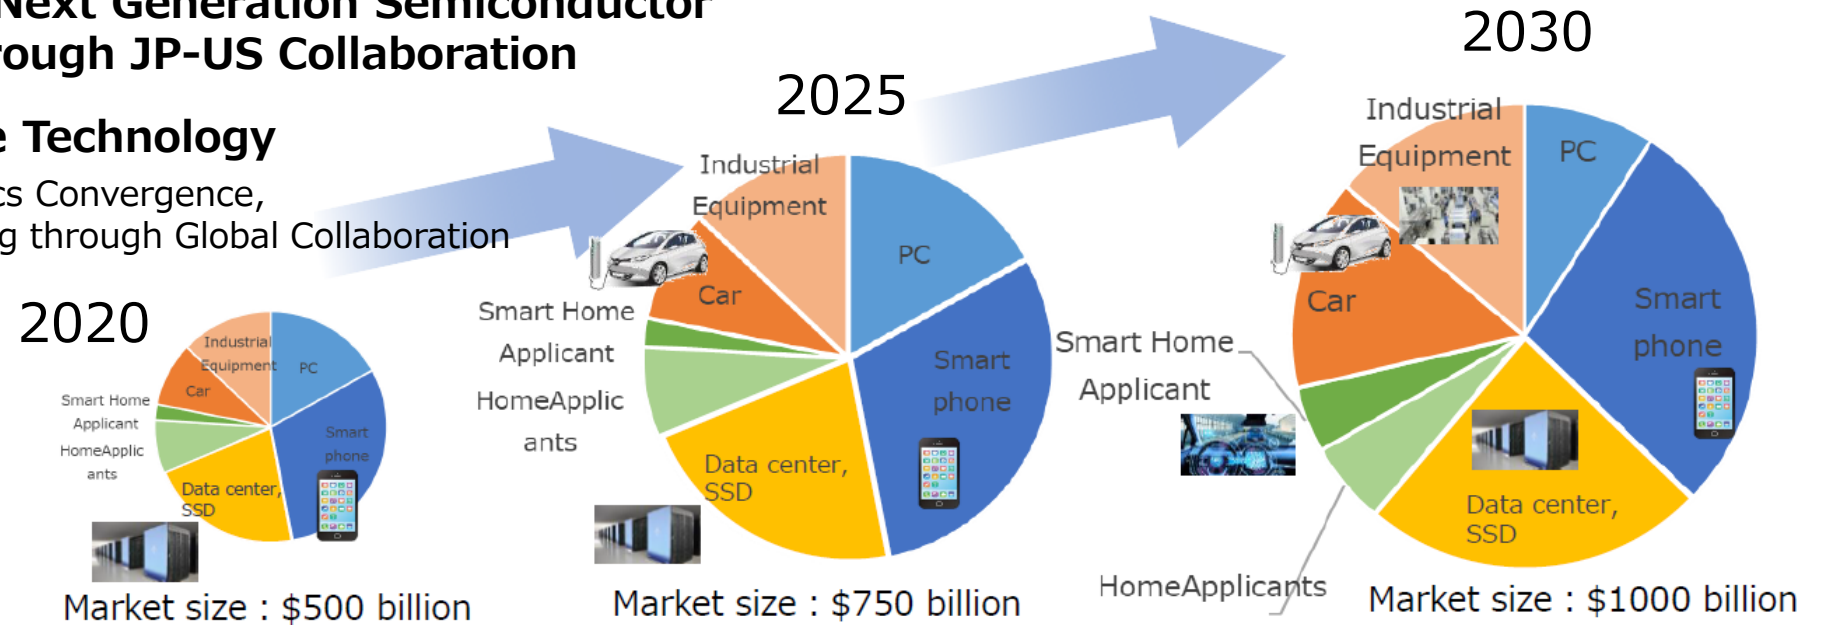 Next Generation Semiconductor
rough JP-US Collaboration
e Technology
cs Convergence,
g through Global Collaboration
2020
Industrial
Equipment
PC
Car
Smart Home
Applicant
HomeApplic
ants
Smart
phone
Data center,
SSD
Market size : $500 billion
2025
Industrial
Equipment
PC
Car
Smart Home
Applicant
HomeApplic
ants
Smart
phone
Data center,
SSD
Market size : $750 billion
2030
Industrial
Equipment
PC
Car
Smart
phone
Smart Home
Applicant
Data center,
SSD
HomeApplicants
Market size : $1000 billion